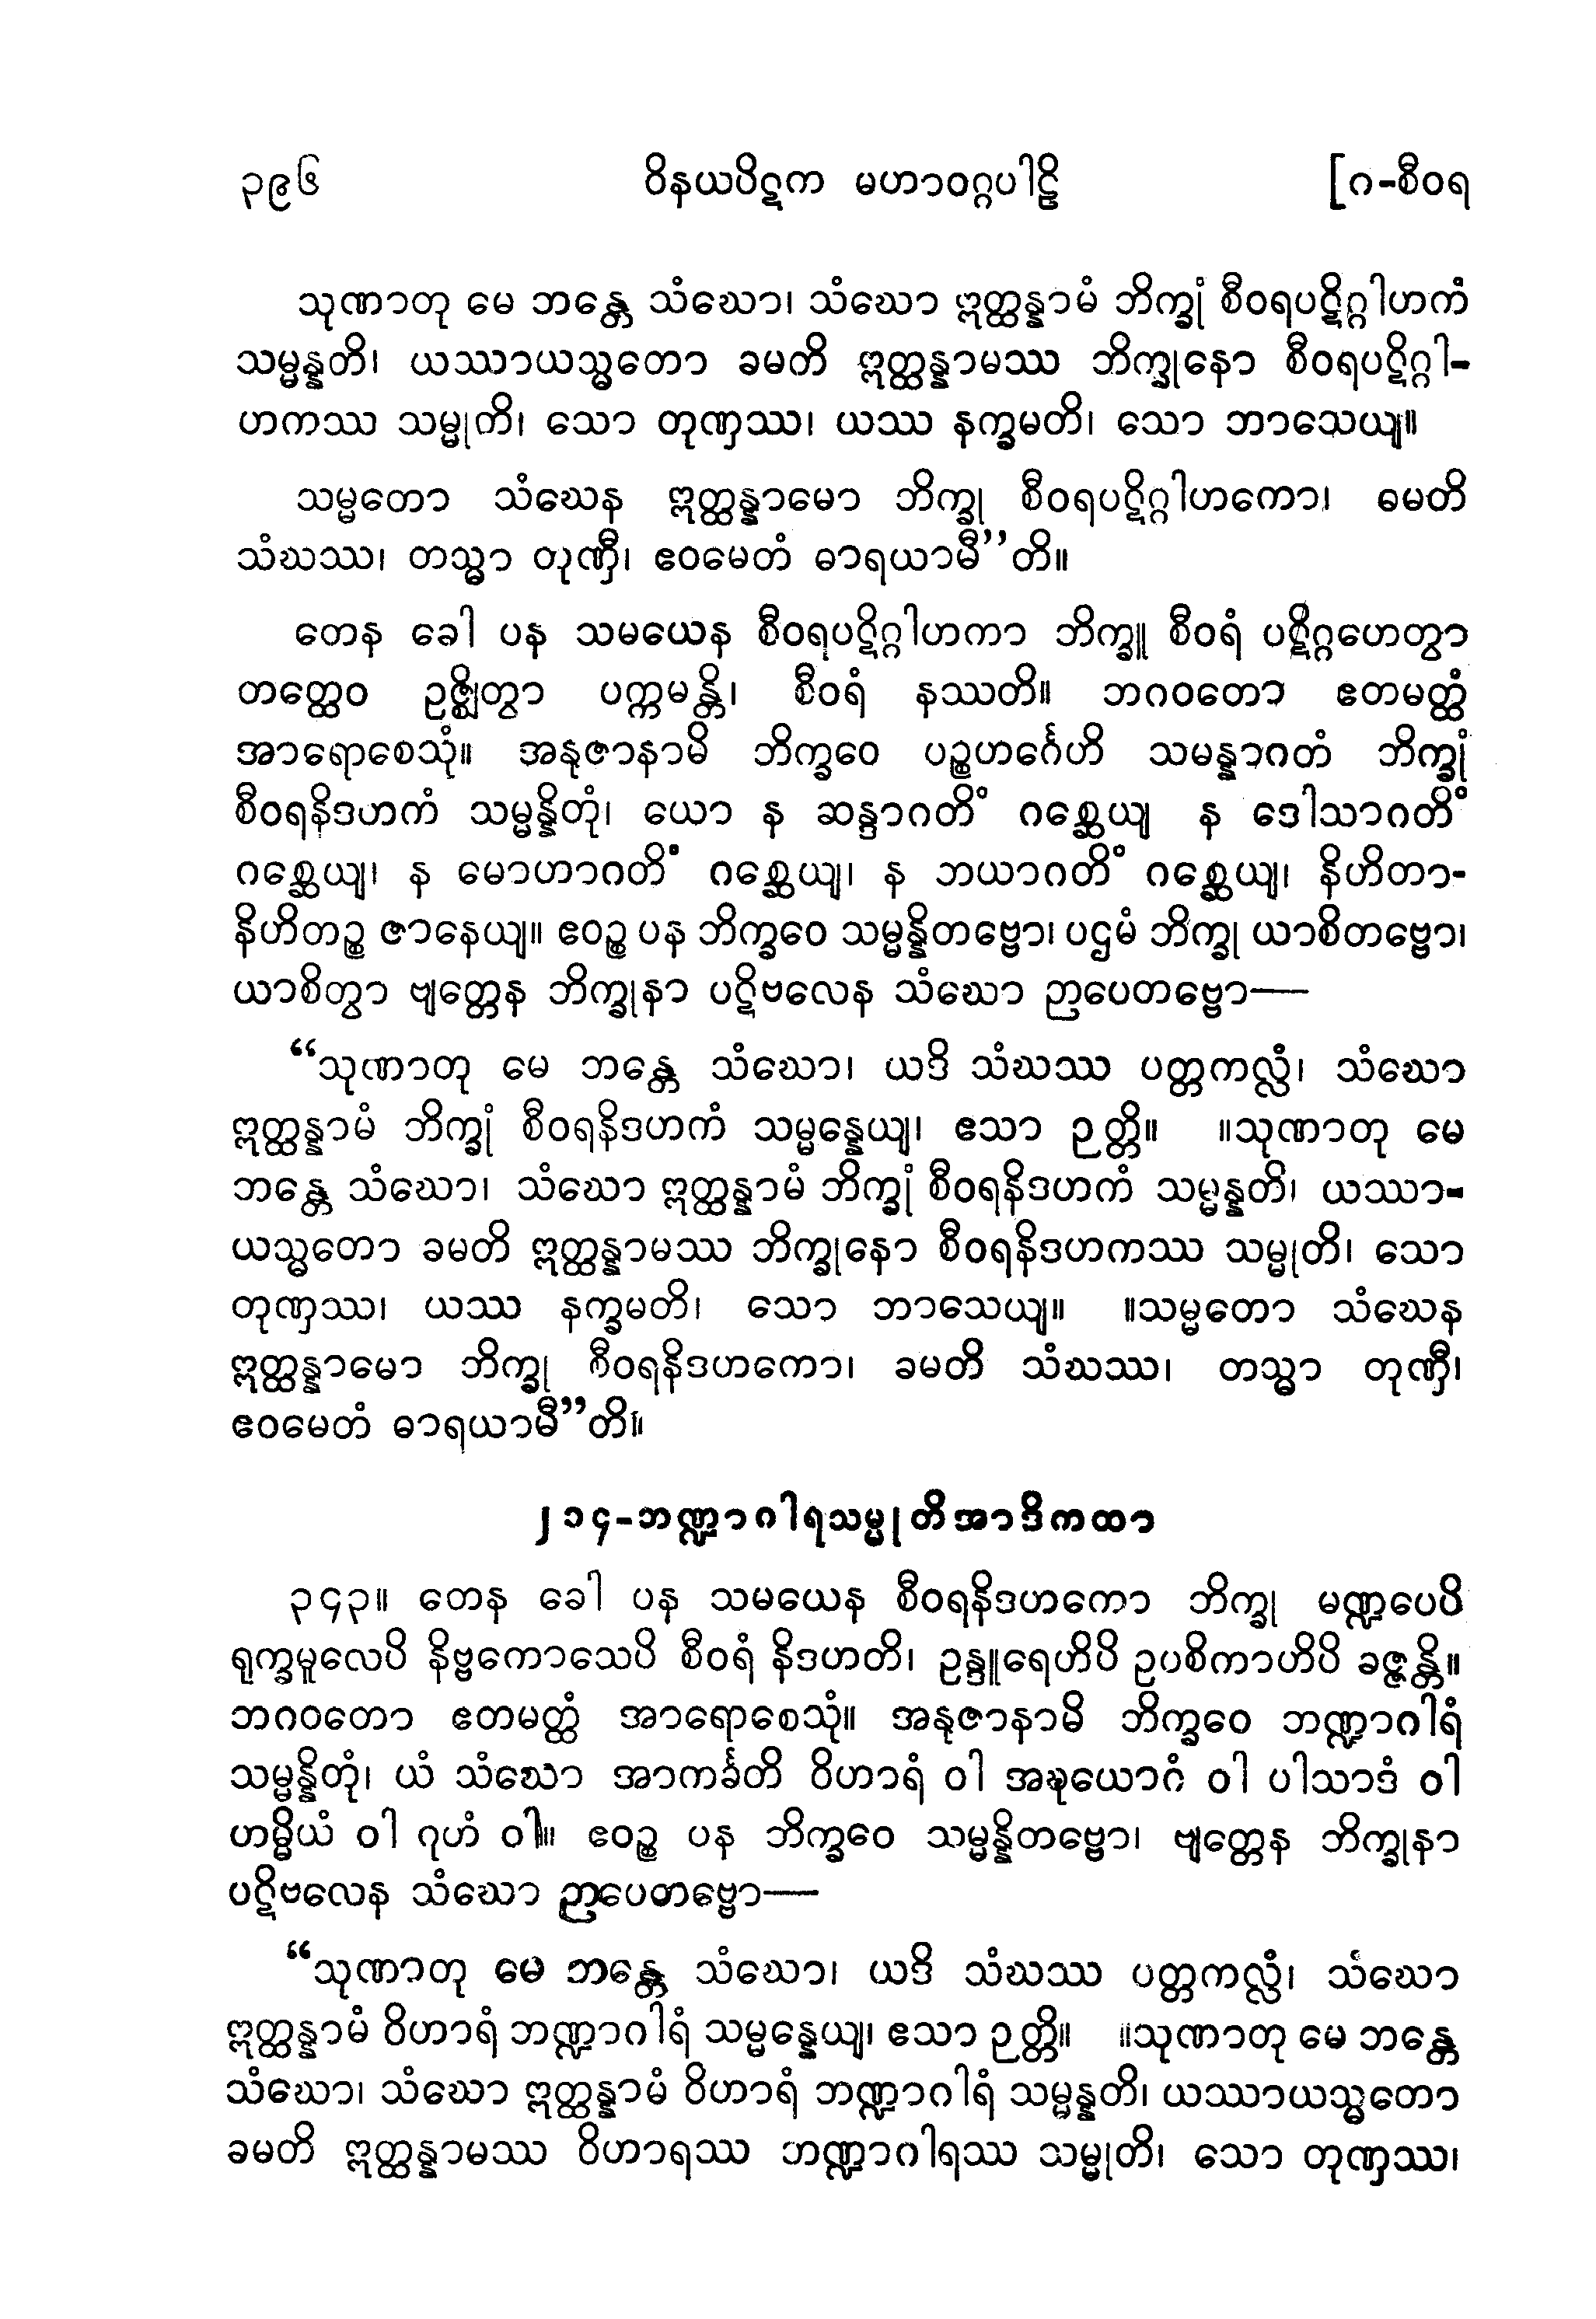 ၃၉၆ ဝိနယပိဋက မဟာဝဂ္ဂပါဠိ [ဂ-စီဝရ
သုဏာတု မေ ဘန္တေ သံဃော၊ သံဃော ဣတ္ထန္နာမံ ဘိက္ခုံ စီဝရပဋိဂ္ဂါဟကံ
သမ္မန္နတိ၊ ယဿာယသ္မတော ခမတိ ဣတ္ထန္နာမဿ ဘိက္ခုနော စီဝရပဋိဂ္ဂါ-
ဟကဿ သမ္မုတိ၊ သော တုဏှဿ၊ ယဿ နက္ခမတိ၊ သော ဘာသေယျ။
သမ္မတော သံဃေန ဣတ္ထန္နာမော ဘိက္ခု စီဝရပဋိဂ္ဂါဟကော၊ ခမတိ
သံဃဿ၊ တသ္မာ တုဏှီ၊ ဧဝမေတံ ဓာရယာမီ”တိ။
တေန ခေါ ပန သမယေန စီဝရပဋိဂ္ဂါဟကာ ဘိက္ခူ စီဝရံ ပဋိဂ္ဂဟေတွာ
တတ္ထေဝ ဥဇ္ဈိတွာ ပက္ကမန္တိ၊ စီဝရံ နဿတိ။ ဘဂဝတော ဧတမတ္ထံ
အာရောစေသုံ။ အနုဇာနာမိ ဘိက္ခဝေ ပဉ္စဟင်္ဂေဟိ သမန္နာဂတံ ဘိက္ခုံ
စီဝရနိဒဟကံ သမ္မန္နိတုံ၊ ယော န ဆန္ဒာဂတိံ ဂစ္ဆေယျ န ဒေါသာဂတိံ
ဂစ္ဆေယျ၊ န မောဟာဂတိံ ဂစ္ဆေယျ၊ န ဘယာဂတိံ ဂစ္ဆေယျ၊ နိဟိတာ-
နိဟိတဉ္စ ဇာနေယျ။ ဧဝဉ္စ ပန ဘိက္ခဝေ သမ္မန္နိတဗ္ဗော၊ ပဌမံ ဘိက္ခု ယာစိတဗ္ဗော၊
ယာစိတွာ ဗျတ္တေန ဘိက္ခုနာ ပဋိဗလေန သံဃော ဉာပေတဗ္ဗော—
“သုဏာတု မေ ဘန္တေ သံဃော၊ ယဒိ သံဃဿ ပတ္တကလ္လံ၊ သံဃော
ဣတ္ထန္နာမံ ဘိက္ခုံ စီဝရနိဒဟကံ သမ္မန္နေယျ၊ ဧသာ ဉတ္တိ။ ။သုဏာတု မေ
ဘန္တေ သံဃော၊ သံဃော ဣတ္ထန္နာမံ ဘိက္ခုံ စီဝရနိဒဟကံ သမ္မန္နတိ၊ ယဿာ-
ယသ္မတော ခမတိ ဣတ္ထန္နာမဿ ဘိက္ခုနော စီဝရနိဒဟကဿ သမ္မုတိ၊ သော
တုဏှဿ၊ ယဿ နက္ခမတိ၊ သော ဘာသေယျ။ ။သမ္မတော သံဃေန
ဣတ္ထန္နာမော ဘိက္ခု စီဝရနိဒဟကော၊ ခမတိ သံဃဿ၊ တသ္မာ တုဏှီ၊
ဧဝမေတံ ဓာရယာမီ”တိ။
၂၁၄-ဘဏ္ဍာဂါရသမ္မုတိအာဒိကထာ
၃၄၃။ တေန ခေါ ပန သမယေန စီဝရနိဒဟကော ဘိက္ခု မဏ္ဍပေပိ
ရုက္ခမူလေပိ နိဗ္ဗကောသေပိ စီဝရံ နိဒဟတိ၊ ဥန္ဒူရေဟိပိ ဥပစိကာဟိပိ ခဇ္ဇန္တိ။
ဘဂဝတော ဧတမတ္ထံ အာရောစေသုံ။ အနုဇာနာမိ ဘိက္ခဝေ ဘဏ္ဍာဂါရံ
သမ္မန္နိတုံ၊ ယံ သံဃော အာကင်္ခတိ ဝိဟာရံ ဝါ အဍ္ဎယောဂံ ဝါ ပါသာဒံ ဝါ
ဟမ္မိယံ ဝါ ဂုဟံ ဝါ။ ဧဝဉ္စ ပန ဘိက္ခဝေ သမ္မန္နိတဗ္ဗော၊ ဗျတ္တေန ဘိက္ခုနာ
ပဋိဗလေန သံဃော ဉာပေတဗ္ဗော—
“သုဏာတု မေ ဘန္တေ သံဃော၊ ယဒိ သံဃဿ ပတ္တကလ္လံ၊ သံဃော
ဣတ္ထန္နာမံ ဝိဟာရံ ဘဏ္ဍာဂါရံ သမ္မန္နေယျ၊ ဧသာ ဉတ္တိ။ ။သုဏာတု မေ ဘန္တေ
သံဃော၊ သံဃော ဣတ္ထန္နာမံ ဝိဟာရံ ဘဏ္ဍာဂါရံ သမ္မန္နတိ၊ ယဿာယသ္မတော
ခမတိ ဣတ္ထန္နာမဿ ဝိဟာရဿ ဘဏ္ဍာဂါရဿ သမ္မုတိ၊ သော တုဏှဿ၊